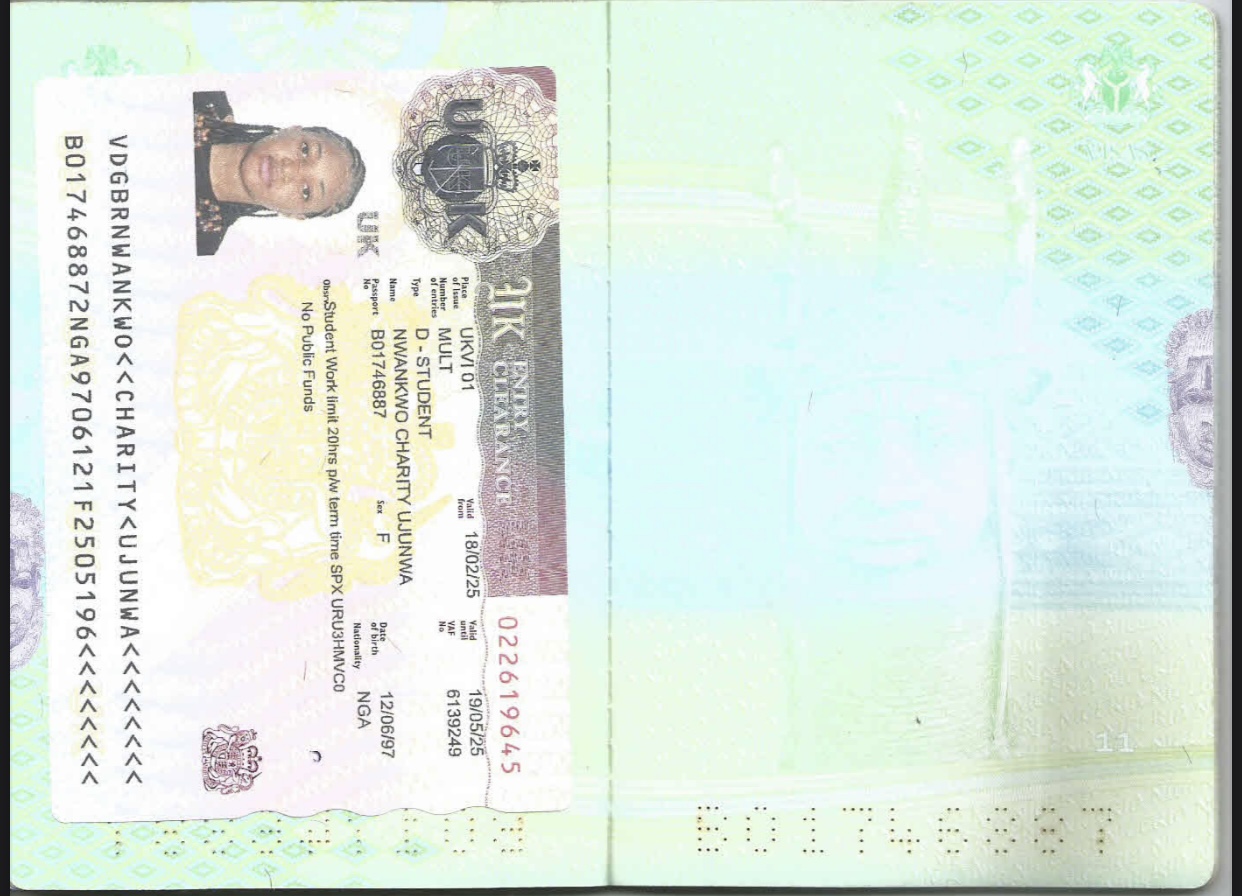 UK
UK ENTRY CLEARANCE
022619645
Place of Issue UKVI 01 Valid from 18/02/25 Valid until 19/05/25
Number of entries MULT VAF No 6139249
Type D - STUDENT
Name NWANKWO CHARITY UJUNWA
Passport No B01746887 Sex F Date of birth 12/06/97
Nationality NGA
Obsrv Student Work limit 20hrs p/w term time SPX URU3HMVC0
No Public Funds
UK
VDGBRNWANKWO<<CHARITY<UJUNWA<<<<<<<<
B017468872NGA9706121F2505196<<<<<<<<
11
B01746887